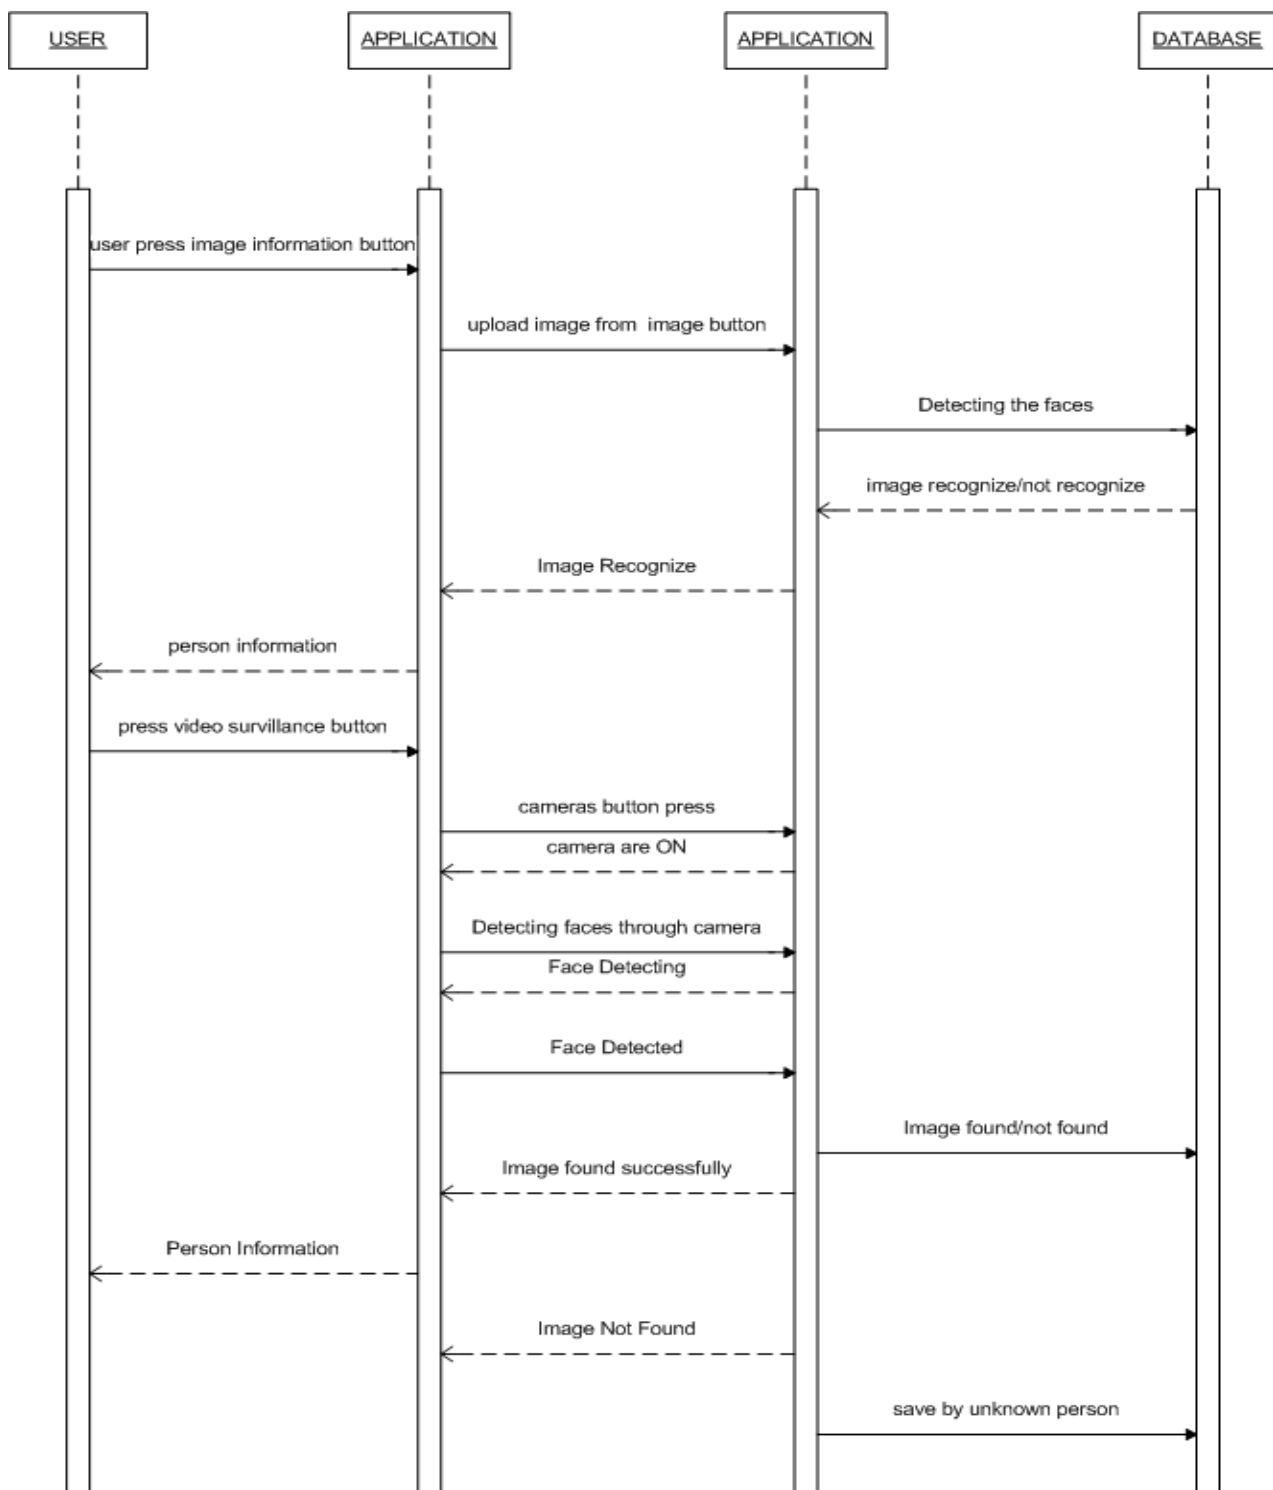 USER
APPLICATION
APPLICATION
DATABASE
user press image information button
upload image from image button
Detecting the faces
image recognize/not recognize
Image Recognize
person information
press video survillance button
cameras button press
camera are ON
Detecting faces through camera
Face Detecting
Face Detected
Image found/not found
Image found successfully
Person Information
Image Not Found
save by unknown person